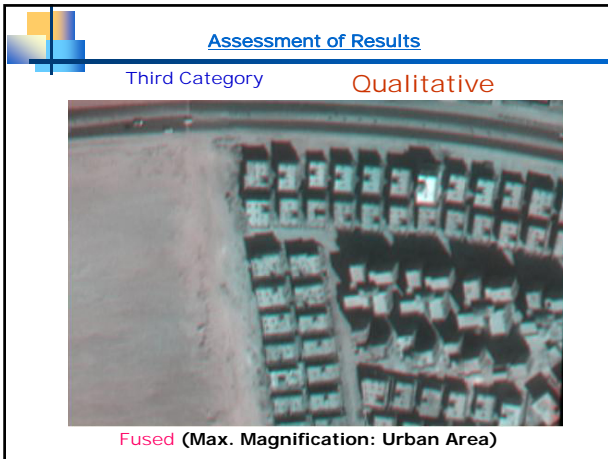 Assessment of Results
Third Category Qualitative
Fused (Max. Magnification: Urban Area)